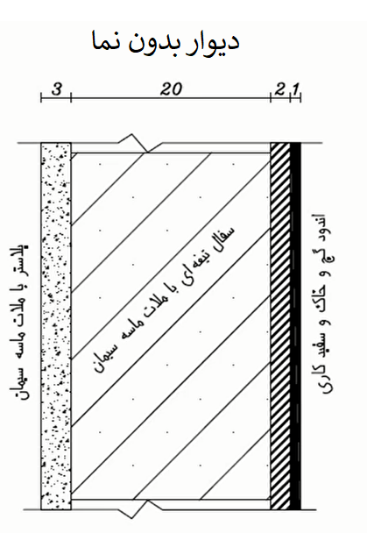 دیوار بدون نما
3 20 2 1
پلاستر با ملات ماسه سیمان
سفال تیغه‌ای با ملات ماسه سیمان
اندود گچ و خاک و سفید کاری